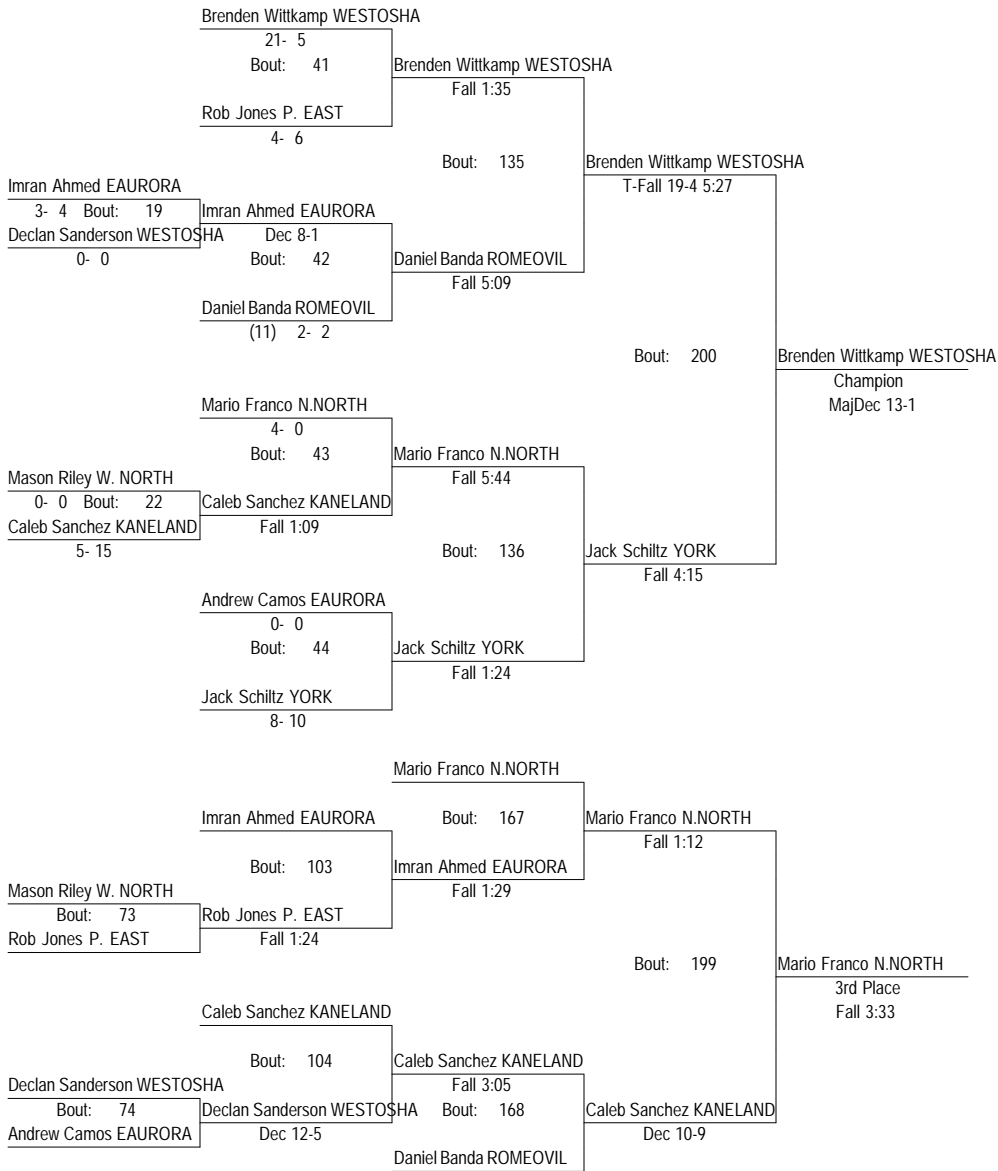 Brenden Wittkamp WESTOSHA
21- 5
Bout: 41
Brenden Wittkamp WESTOSHA
Fall 1:35
Rob Jones P. EAST
4- 6
Bout: 135
Brenden Wittkamp WESTOSHA
T-Fall 19-4 5:27
Imran Ahmed EAURORA
3- 4 Bout: 19
Imran Ahmed EAURORA
Declan Sanderson WESTOSHA
Dec 8-1
0- 0
Bout: 42
Daniel Banda ROMEOVIL
Fall 5:09
Daniel Banda ROMEOVIL
(11) 2- 2
Bout: 200
Brenden Wittkamp WESTOSHA
Champion
MajDec 13-1
Mario Franco N.NORTH
4- 0
Bout: 43
Mario Franco N.NORTH
Fall 5:44
Mason Riley W. NORTH
0- 0 Bout: 22
Caleb Sanchez KANELAND
Caleb Sanchez KANELAND
Fall 1:09
5- 15
Bout: 136
Jack Schiltz YORK
Fall 4:15
Andrew Camos EAURORA
0- 0
Bout: 44
Jack Schiltz YORK
Fall 1:24
Jack Schiltz YORK
8- 10
Mario Franco N.NORTH
Imran Ahmed EAURORA
Bout: 167
Mario Franco N.NORTH
Fall 1:12
Bout: 103
Imran Ahmed EAURORA
Fall 1:29
Mason Riley W. NORTH
Bout: 73
Rob Jones P. EAST
Rob Jones P. EAST
Fall 1:24
Bout: 199
Mario Franco N.NORTH
3rd Place
Fall 3:33
Caleb Sanchez KANELAND
Bout: 104
Caleb Sanchez KANELAND
Fall 3:05
Declan Sanderson WESTOSHA
Bout: 74
Declan Sanderson WESTOSHA
Bout: 168
Caleb Sanchez KANELAND
Andrew Camos EAURORA
Dec 12-5
Dec 10-9
Daniel Banda ROMEOVIL